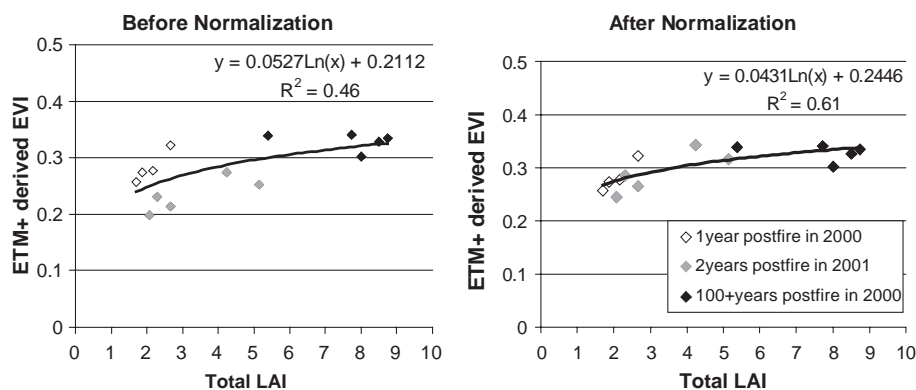 Before Normalization
0.5
0.4
0.3
0.2
0.1
0
y = 0.0527Ln(x) + 0.2112
R² = 0.46
ETM+ derived EVI
0 1 2 3 4 5 6 7 8 9 10
Total LAI
After Normalization
0.5
0.4
0.3
0.2
0.1
0
y = 0.0431Ln(x) + 0.2446
R² = 0.61
ETM+ derived EVI
1year postfire in 2000
2years postfire in 2001
100+years postfire in 2000
0 1 2 3 4 5 6 7 8 9 10
Total LAI